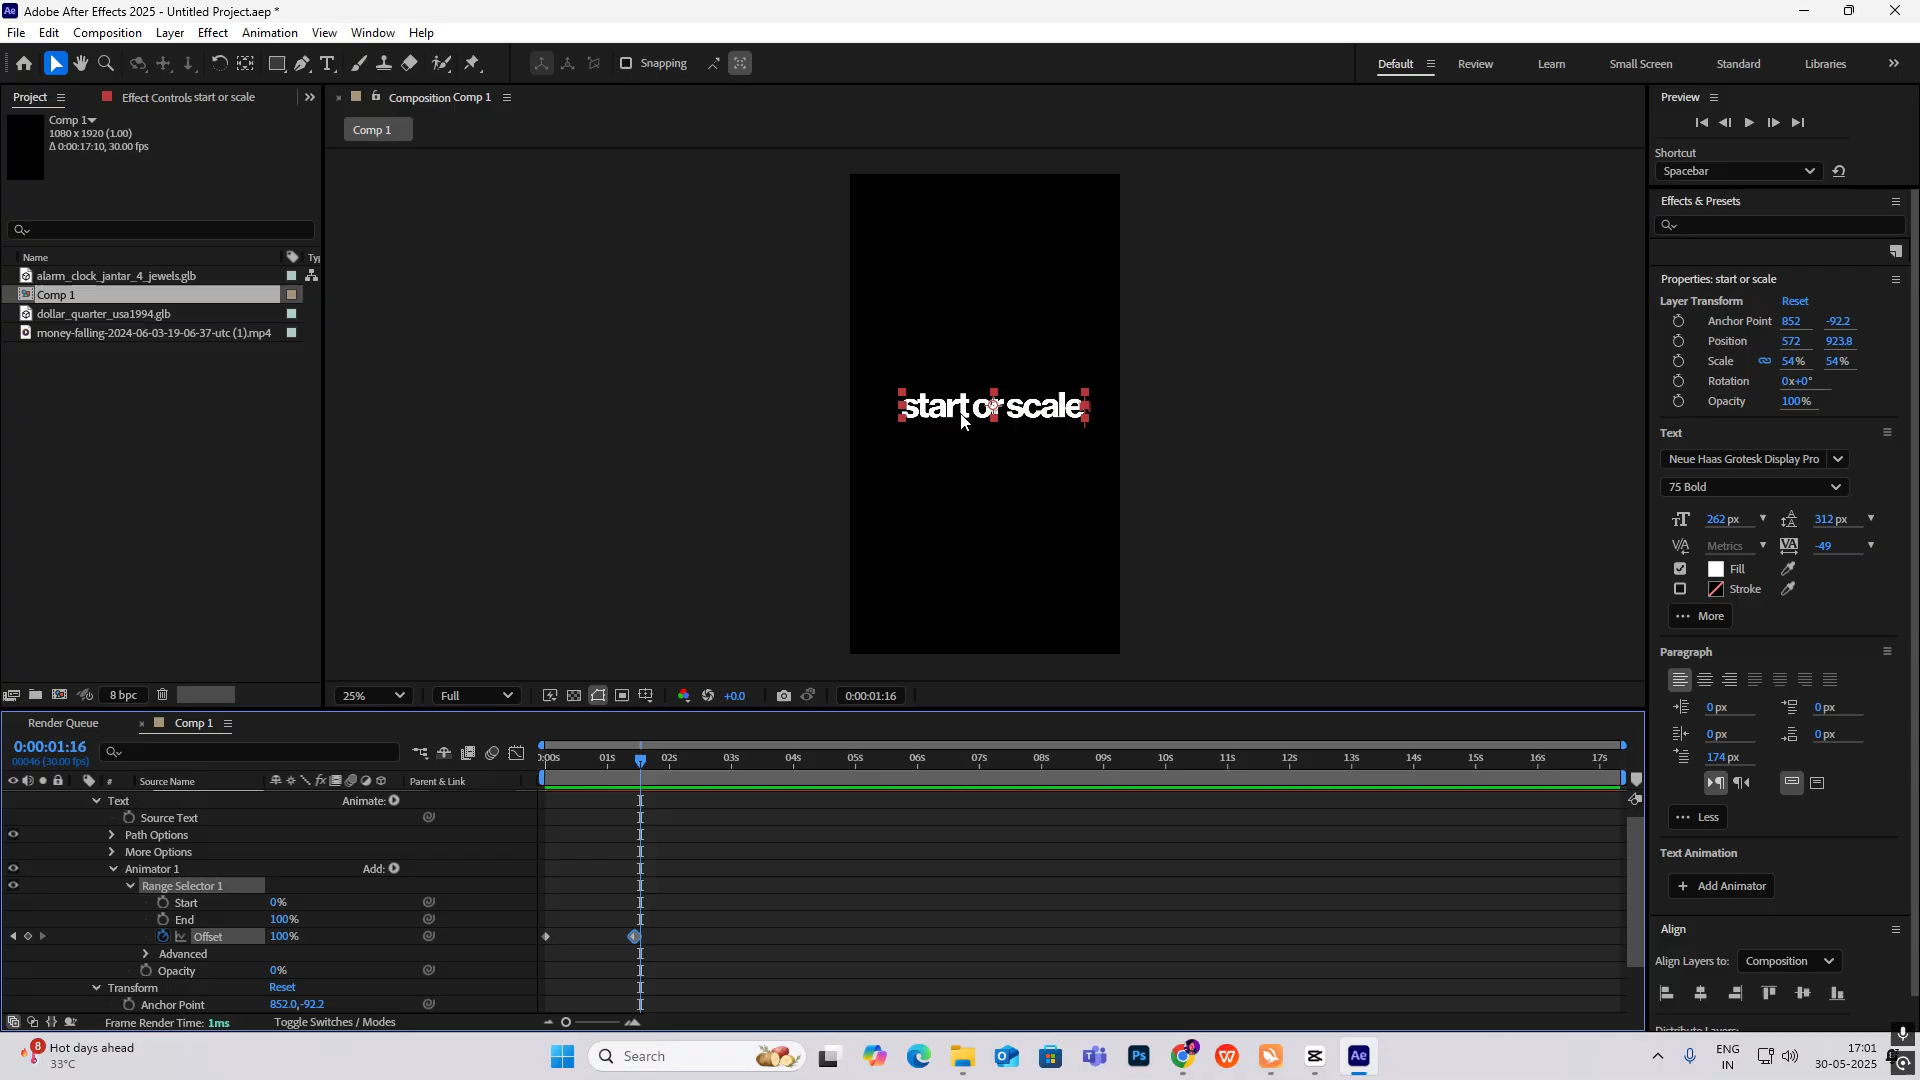 Adobe After Effects 2025 - Untitled Project.aep *
File Edit Composition Layer Effect Animation View Window Help
Snapping
Default Review Learn Small Screen Standard Libraries
Project Effect Controls start or scale
Composition Comp 1
Preview
Comp 1
1080 x 1920 (1.00)
Δ 0:00:17:10, 30.00 fps
Comp 1
Shortcut
Spacebar
Effects & Presets
Name Typ
alarm_clock_jantar_4_jewels.glb
Comp 1
dollar_quarter_usa1994.glb
money-falling-2024-06-03-19-06-37-utc (1).mp4
Properties: start or scale
Layer Transform Reset
Anchor Point 852 -92.2
Position 572 923.8
Scale 54% 54%
Rotation 0x+0°
Opacity 100%
start or scale
Text
Neue Haas Grotesk Display Pro
75 Bold
262 px 312 px
Metrics -49
Fill
Stroke
More
Paragraph
0 px 0 px
0 px 0 px
174 px
Less
Text Animation
Add Animator
Align
Align Layers to: Composition
8 bpc
25% Full +0.0 0:00:01:16
Render Queue Comp 1
0:00:01:16
00046 (30.00 fps)
0:00s 01s 02s 03s 04s 05s 06s 07s 08s 09s 10s 11s 12s 13s 14s 15s 16s 17s
# Source Name Parent & Link
Text Animate:
Source Text
Path Options
More Options
Animator 1 Add:
Range Selector 1
Start 0%
End 100%
Offset 100%
Advanced
Opacity 0%
Transform Reset
Anchor Point 852.0,-92.2
Frame Render Time: 1ms Toggle Switches / Modes
8 Hot days ahead
33°C
Search
Ps
Ae
ENG
IN
17:01
30-05-2025